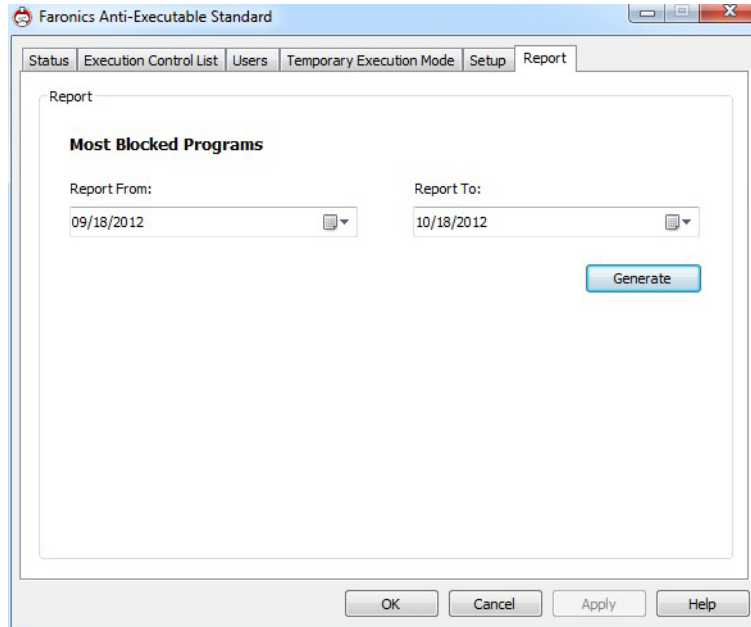 Faronics Anti-Executable Standard
Status Execution Control List Users Temporary Execution Mode Setup Report
Report
Most Blocked Programs
Report From: Report To:
09/18/2012 10/18/2012
Generate
OK Cancel Apply Help